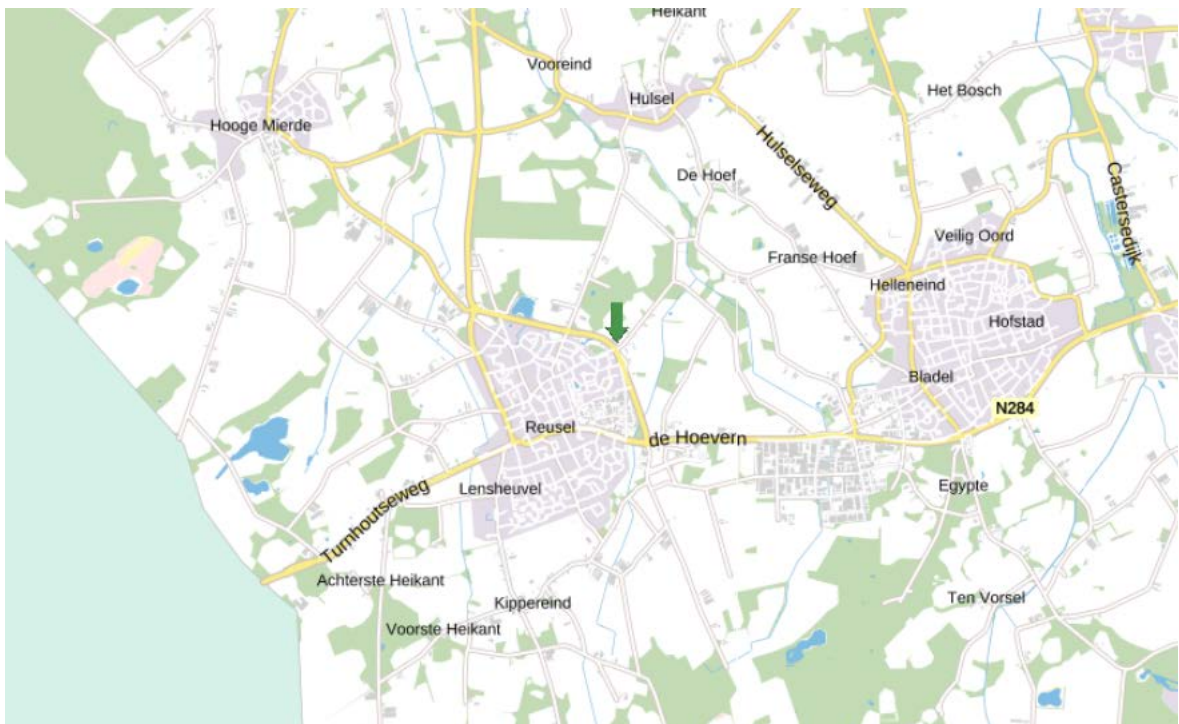 Heikant
Vooreind
Hulsel
Het Bosch
Hooge Mierde
Hulselseweg
De Hoef
Castersedijk
Veilig Oord
Franse Hoef
Helleneind
Hofstad
Bladel
N284
Reusel
de Hoevern
Lensheuvel
Egypte
Turnhoutseweg
Achterste Heikant
Kippereind
Ten Vorsel
Voorste Heikant